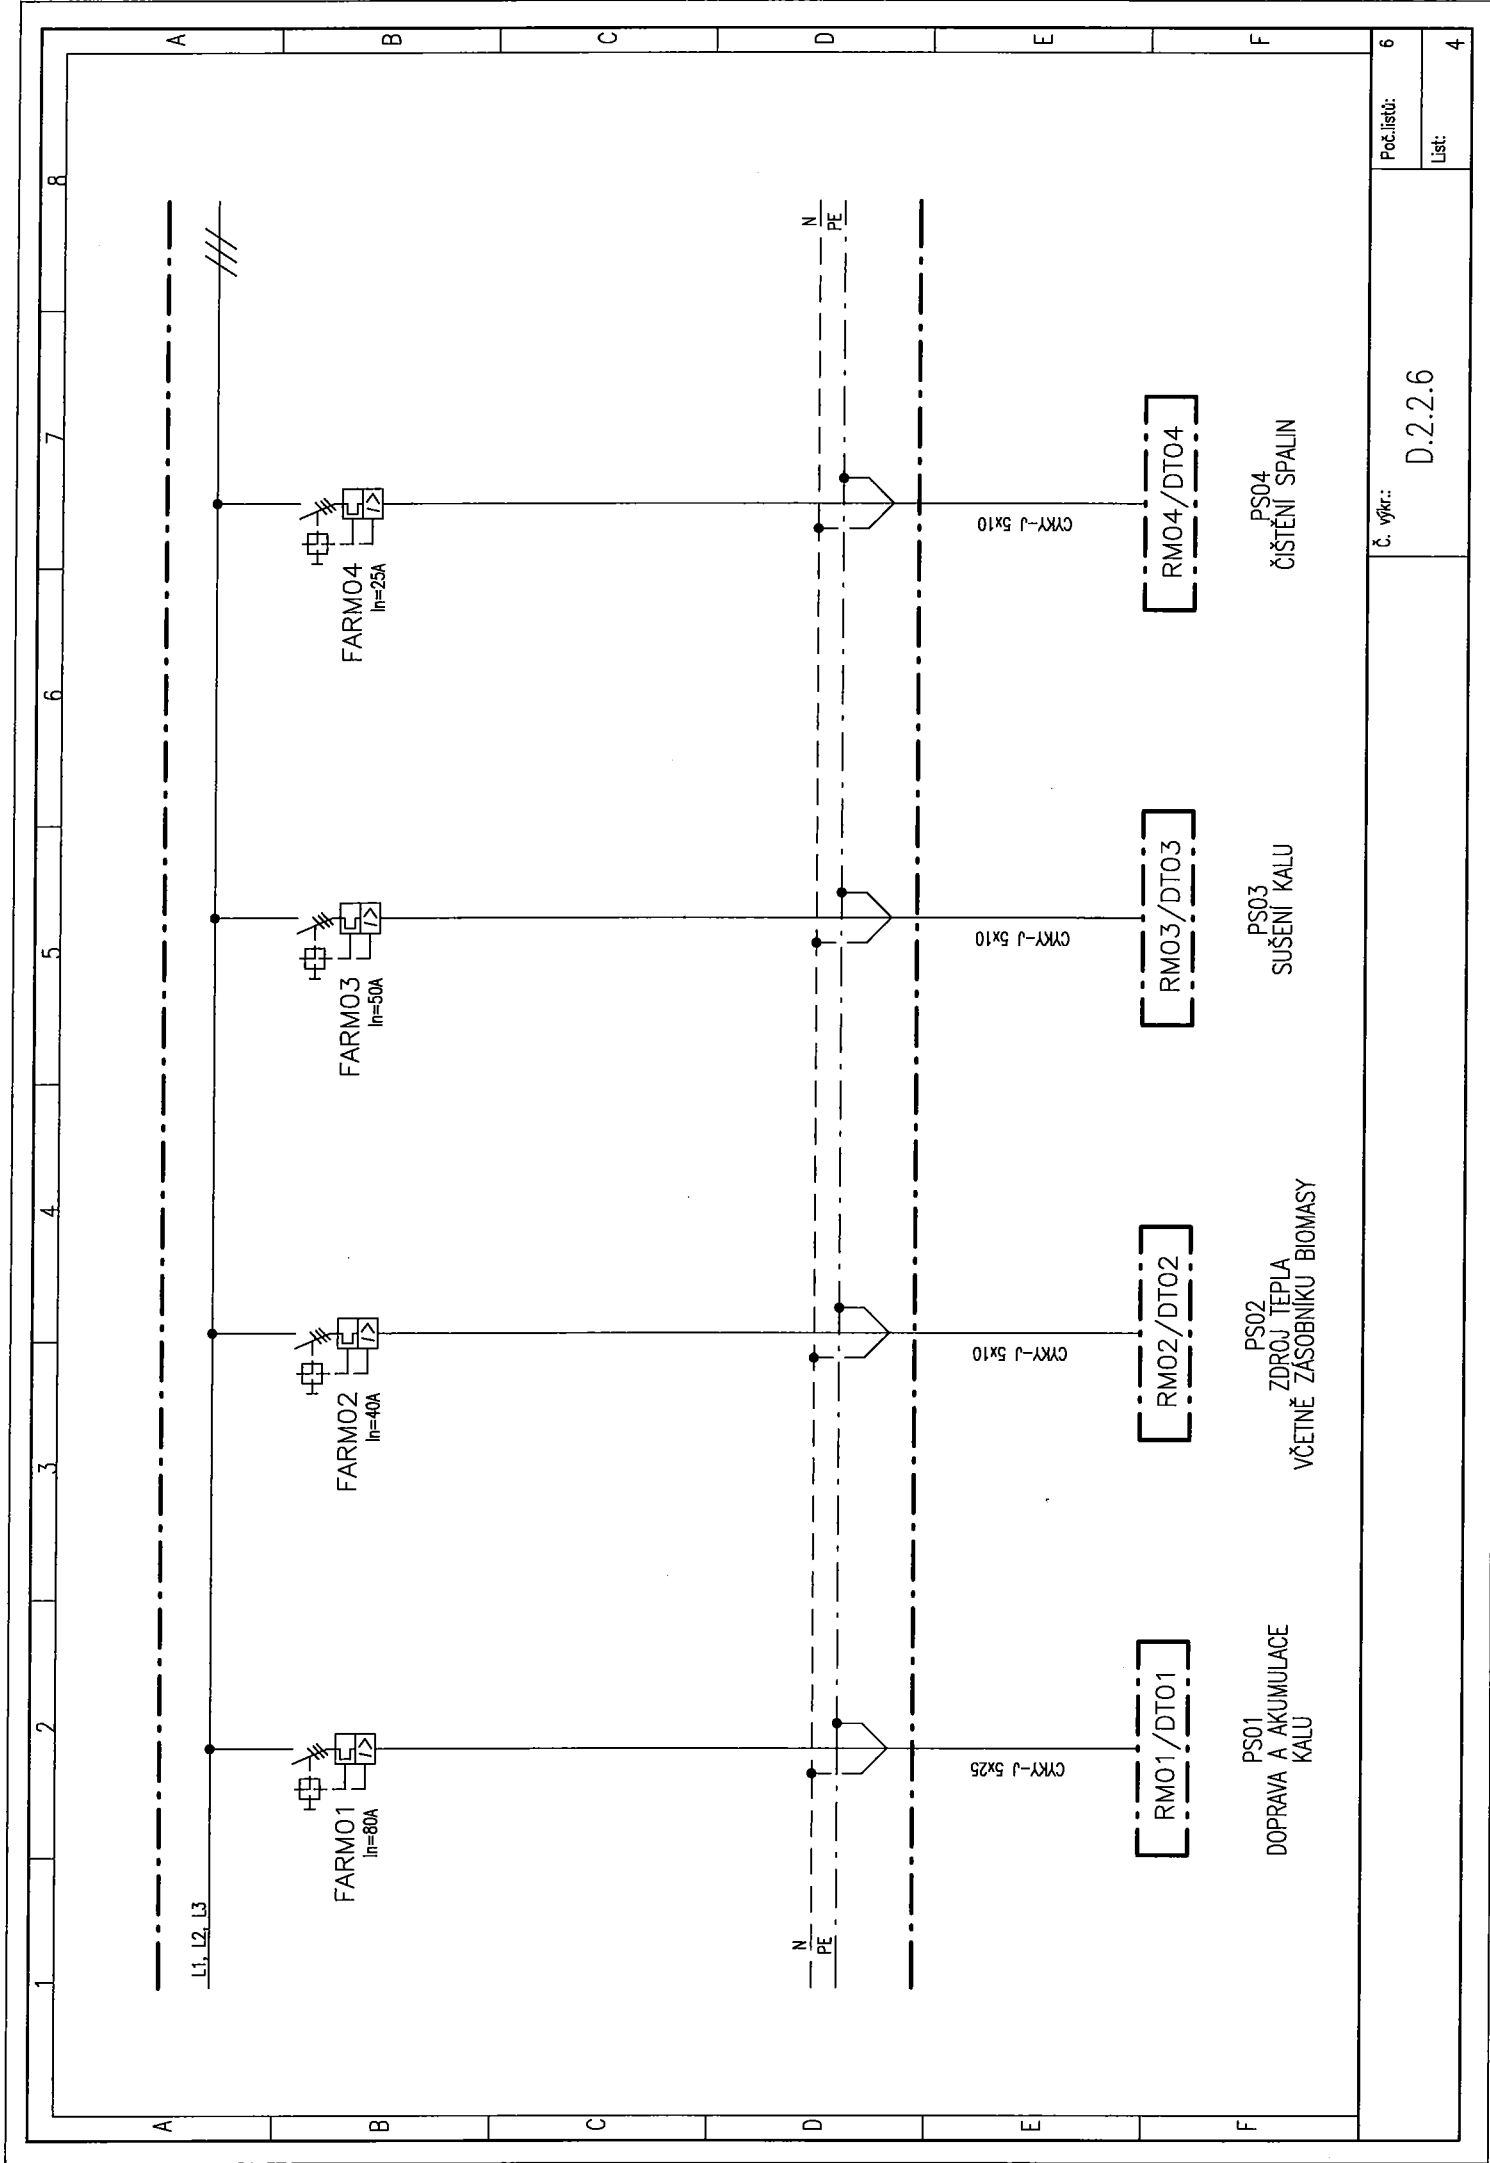 1
2
3
4
5
6
7
8
A
B
C
D
E
F
A
B
C
D
E
F
L1, L2, L3
FARM01
In=80A
FARM02
In=40A
FARM03
In=50A
FARM04
In=25A
N
PE
N
PE
CYKY-J 5x25
CYKY-J 5x10
CYKY-J 5x10
CYKY-J 5x10
RM01/DT01
RM02/DT02
RM03/DT03
RM04/DT04
PS01
DOPRAVA A AKUMULACE
KALU
PS02
ZDROJ TEPLA
VČETNĚ ZÁSOBNÍKU BIOMASY
PS03
SUŠENÍ KALU
PS04
ČIŠTĚNÍ SPALIN
Č. výkr.:
D.2.2.6
Poč.listů: 6
List: 4